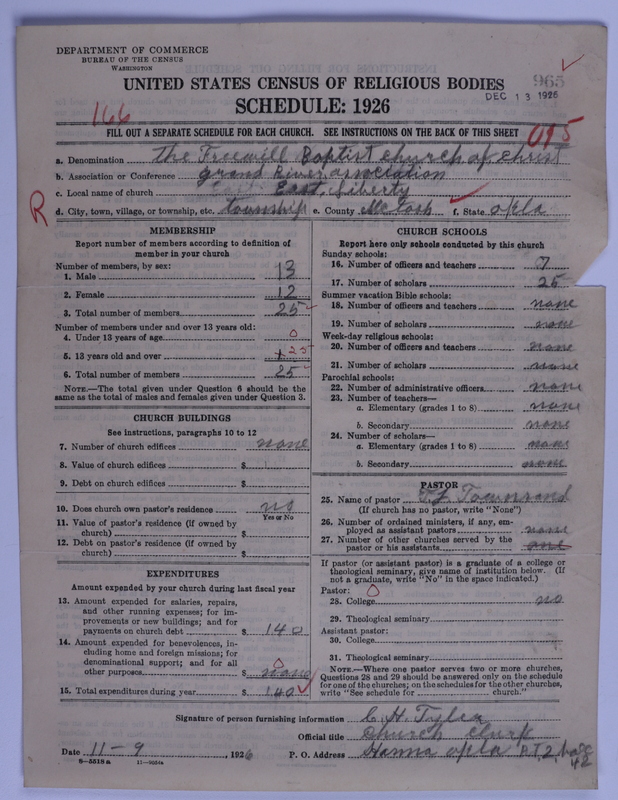 DEPARTMENT OF COMMERCE
BUREAU OF THE CENSUS
WASHINGTON
UNITED STATES CENSUS OF RELIGIOUS BODIES
965
DEC 13 1926
SCHEDULE: 1926
166
FILL OUT A SEPARATE SCHEDULE FOR EACH CHURCH. SEE INSTRUCTIONS ON THE BACK OF THIS SHEET
a. Denomination the Freewill Baptist church of christ
b. Association or Conference grand River association
c. Local name of church East Liberty
R
d. City, town, village, or township, etc. township e. County McIntosh f. State okla
MEMBERSHIP
Report number of members according to definition of
member in your church
Number of members, by sex:
1. Male 13
2. Female 12
3. Total number of members 25
Number of members under and over 13 years old:
4. Under 13 years of age 0
5. 13 years old and over 25
6. Total number of members 25
NOTE.—The total given under Question 6 should be the
same as the total of males and females given under Question 3.
CHURCH BUILDINGS
See instructions, paragraphs 10 to 12
7. Number of church edifices none
8. Value of church edifices $
9. Debt on church edifices $
10. Does church own pastor's residence no
Yes or No
11. Value of pastor's residence (if owned by
church) $
12. Debt on pastor's residence (if owned by
church) $
EXPENDITURES
Amount expended by your church during last fiscal year
13. Amount expended for salaries, repairs,
and other running expenses; for im-
provements or new buildings; and for
payments on church debt $ 140
14. Amount expended for benevolences, in-
cluding home and foreign missions; for
denominational support; and for all
other purposes $ none 0
15. Total expenditures during year $ 140
CHURCH SCHOOLS
Report here only schools conducted by this church
Sunday schools:
16. Number of officers and teachers 7
17. Number of scholars 25
Summer vacation Bible schools:
18. Number of officers and teachers none
19. Number of scholars none
Week-day religious schools:
20. Number of officers and teachers none
21. Number of scholars none
Parochial schools:
22. Number of administrative officers none
23. Number of teachers—
a. Elementary (grades 1 to 8) none
b. Secondary none
24. Number of scholars—
a. Elementary (grades 1 to 8) none
b. Secondary none
PASTOR
25. Name of pastor Townsand
(If church has no pastor, write "None")
26. Number of ordained ministers, if any, em-
ployed as assistant pastors none
27. Number of other churches served by the
pastor or his assistants one
If pastor (or assistant pastor) is a graduate of a college or
theological seminary, give name of institution below. (If
not a graduate, write "No" in the space indicated.)
Pastor: 0
28. College no
29. Theological seminary
Assistant pastor:
30. College
31. Theological seminary
NOTE.—Where one pastor serves two or more churches,
Questions 28 and 29 should be answered only on the schedule
for one of the churches; on the schedules for the other churches,
write "See schedule for church."
Signature of person furnishing information C. H. Tyler
Official title church clurk
Date 11-9, 1926 P. O. Address Hanna okla R.T. 2, box
42
8-5518a 11-9054a